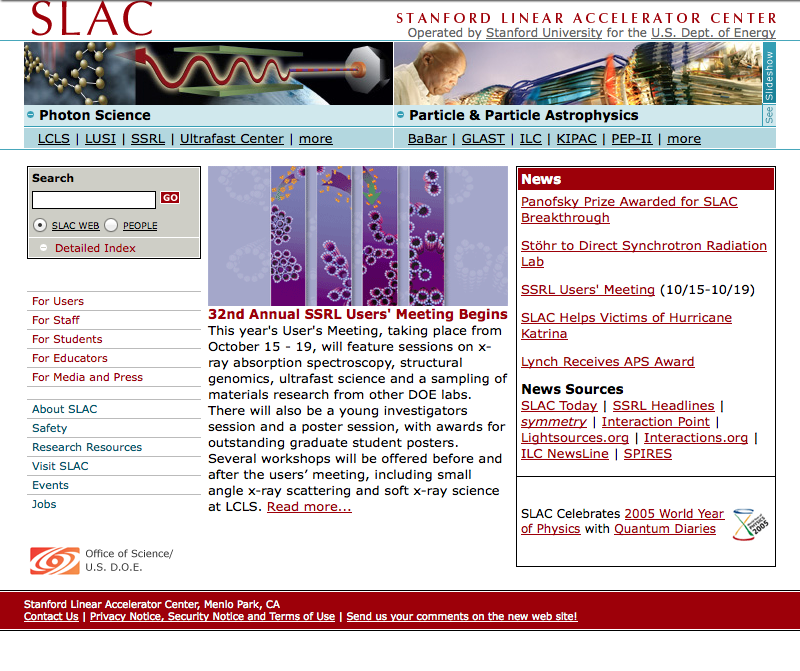 SLAC
STANFORD LINEAR ACCELERATOR CENTER
Operated by Stanford University for the U.S. Dept. of Energy
See Slideshow
Photon Science
LCLS | LUSI | SSRL | Ultrafast Center | more
Particle & Particle Astrophysics
BaBar | GLAST | ILC | KIPAC | PEP-II | more
Search
GO
SLAC WEB PEOPLE
Detailed Index
For Users
For Staff
For Students
For Educators
For Media and Press
About SLAC
Safety
Research Resources
Visit SLAC
Events
Jobs
Office of Science/
U.S. D.O.E.
32nd Annual SSRL Users' Meeting Begins
This year's User's Meeting, taking place from
October 15 - 19, will feature sessions on x-
ray absorption spectroscopy, structural
genomics, ultrafast science and a sampling of
materials research from other DOE labs.
There will also be a young investigators
session and a poster session, with awards for
outstanding graduate student posters.
Several workshops will be offered before and
after the users’ meeting, including small
angle x-ray scattering and soft x-ray science
at LCLS. Read more...
News
Panofsky Prize Awarded for SLAC
Breakthrough
Stöhr to Direct Synchrotron Radiation
Lab
SSRL Users' Meeting (10/15-10/19)
SLAC Helps Victims of Hurricane
Katrina
Lynch Receives APS Award
News Sources
SLAC Today | SSRL Headlines |
symmetry | Interaction Point |
Lightsources.org | Interactions.org |
ILC NewsLine | SPIRES
SLAC Celebrates 2005 World Year
of Physics with Quantum Diaries
2005
Stanford Linear Accelerator Center, Menlo Park, CA
Contact Us | Privacy Notice, Security Notice and Terms of Use | Send us your comments on the new web site!